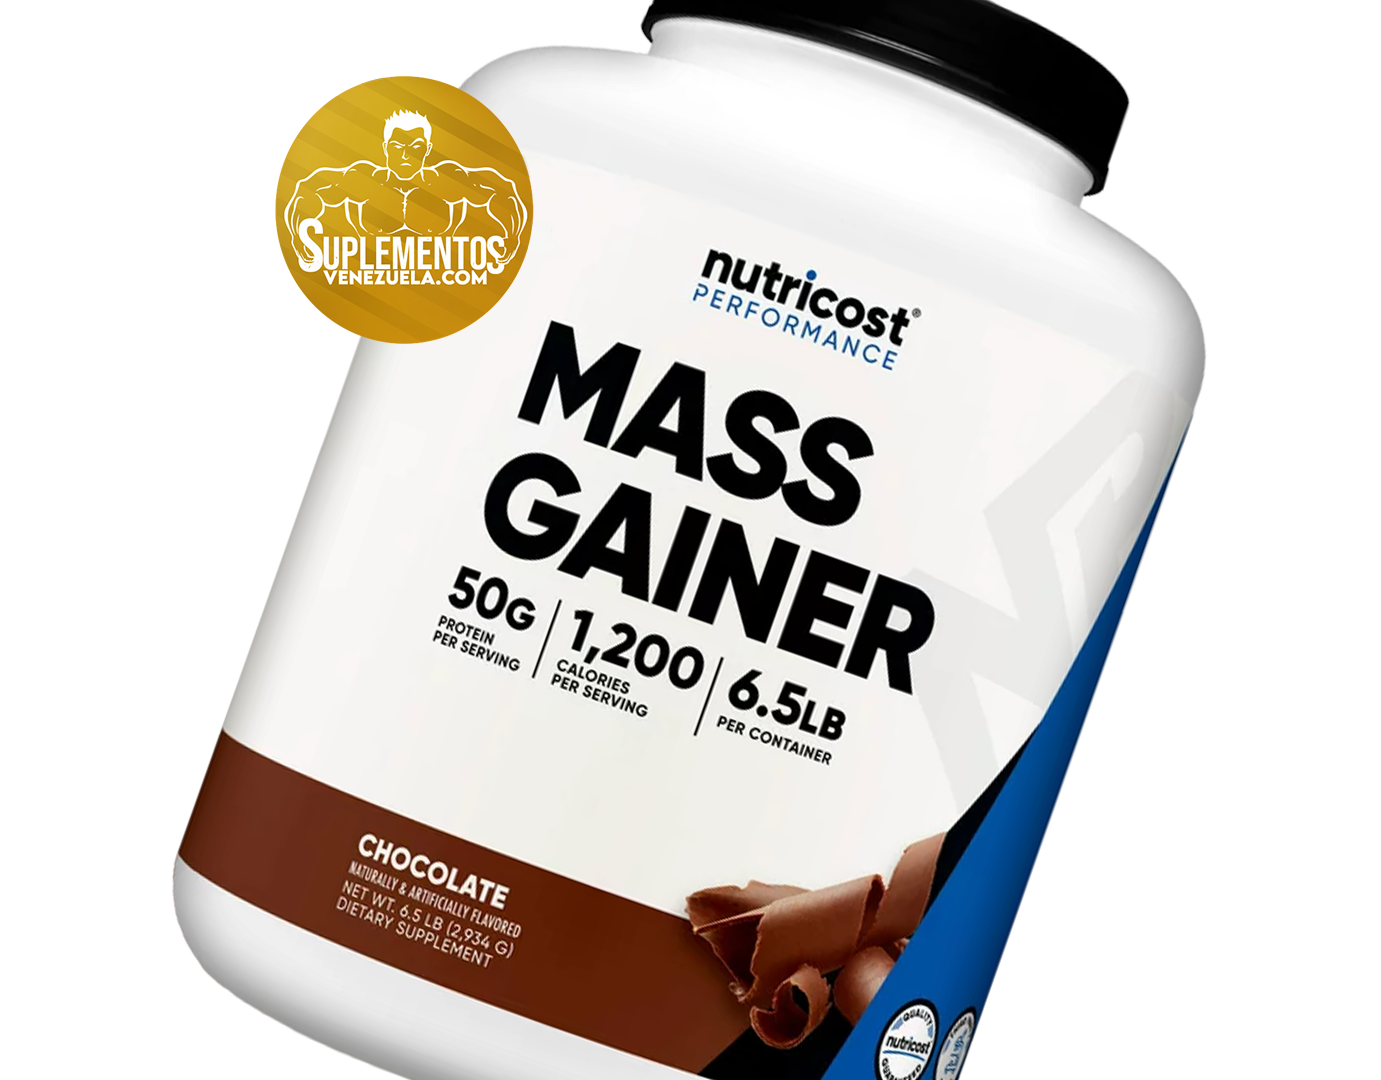 SUPLEMENTOS
VENEZUELA.COM
nutricost®
PERFORMANCE
MASS
GAINER
50G
PROTEIN
PER SERVING
1,200
CALORIES
PER SERVING
6.5LB
PER CONTAINER
CHOCOLATE
NATURALLY & ARTIFICIALLY FLAVORED
NET WT. 6.5 LB (2,934 G)
DIETARY SUPPLEMENT
QUALITY
nutricost
GUARANTEED